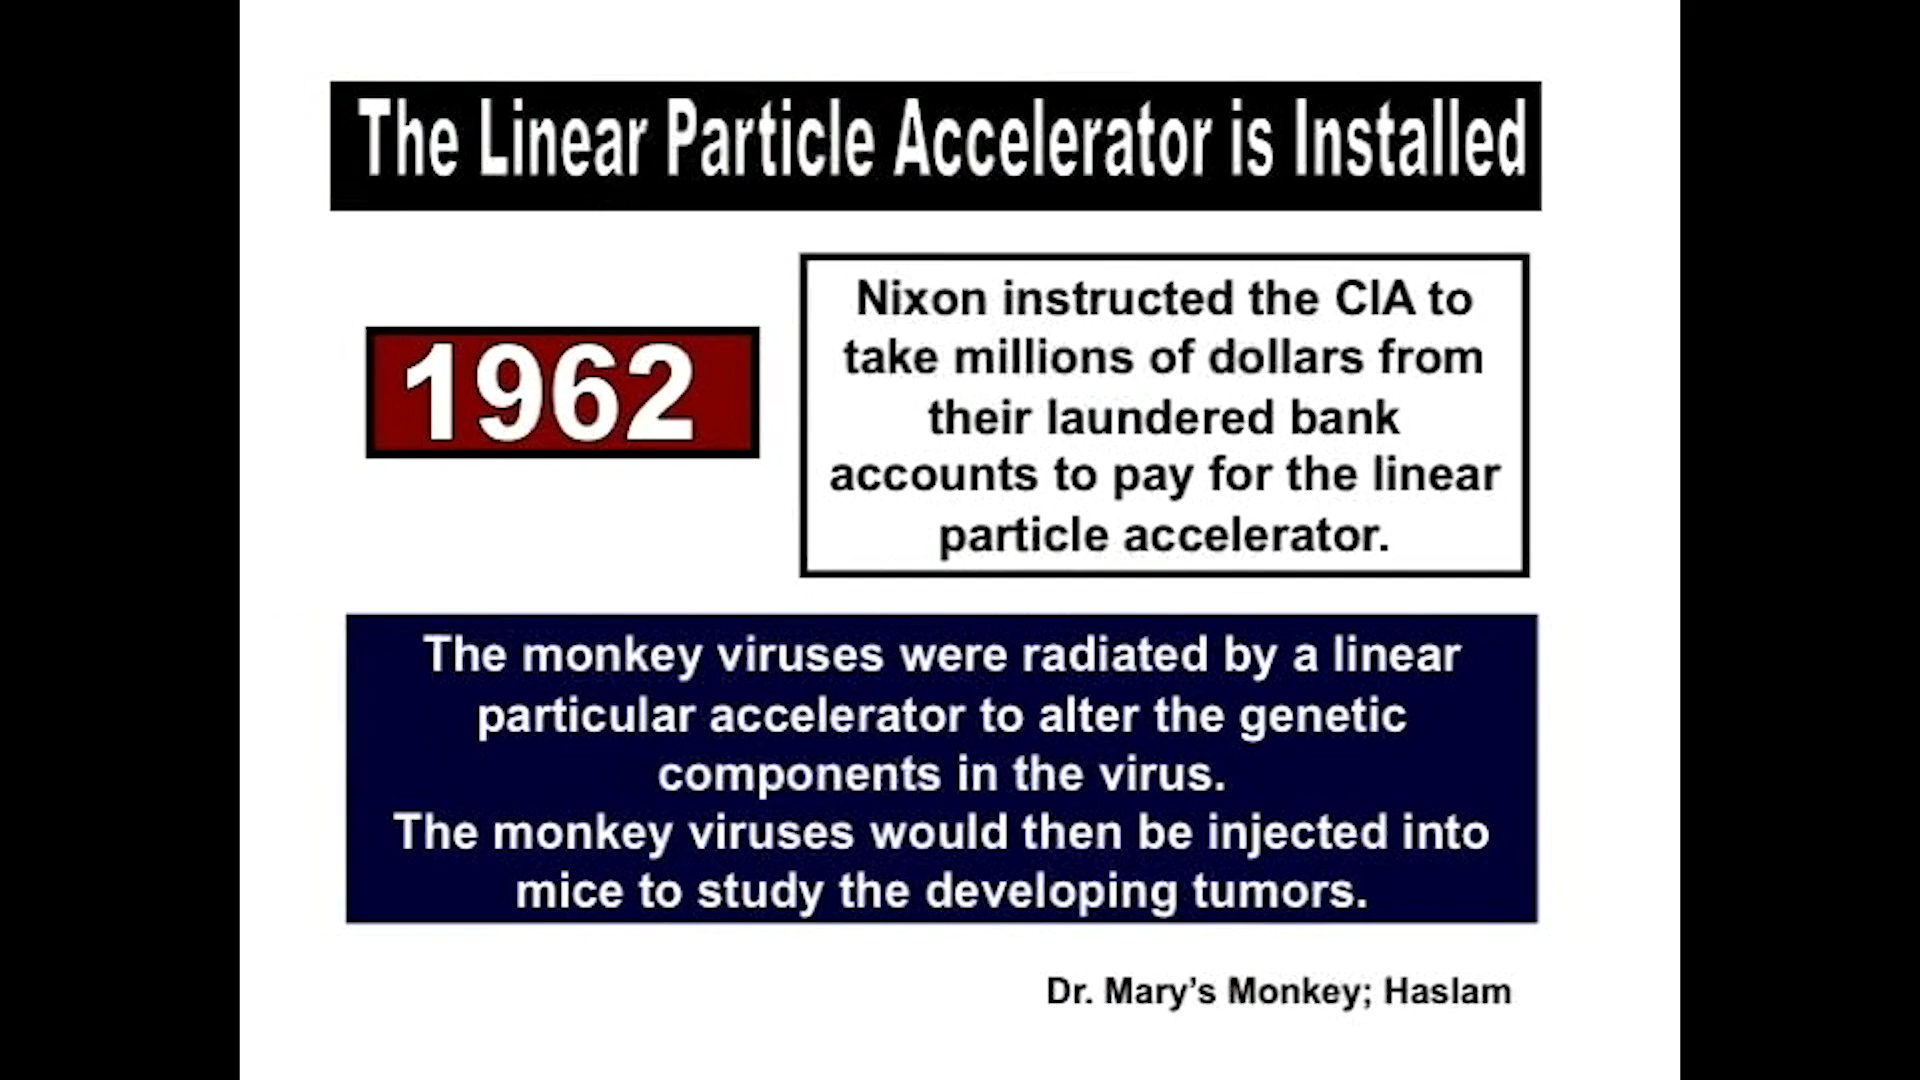 The Linear Particle Accelerator is Installed
1962
Nixon instructed the CIA to
take millions of dollars from
their laundered bank
accounts to pay for the linear
particle accelerator.
The monkey viruses were radiated by a linear
particular accelerator to alter the genetic
components in the virus.
The monkey viruses would then be injected into
mice to study the developing tumors.
Dr. Mary’s Monkey; Haslam